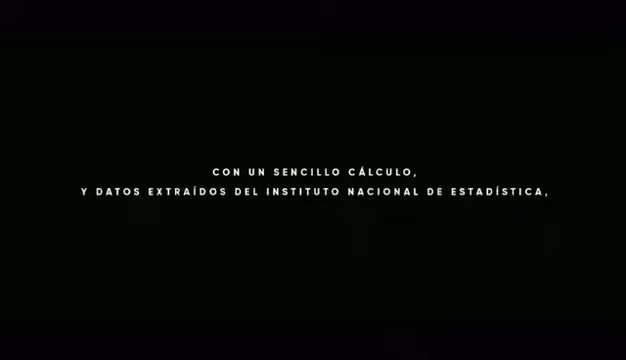 CON UN SENCILLO CÁLCULO,
Y DATOS EXTRAÍDOS DEL INSTITUTO NACIONAL DE ESTADÍSTICA,